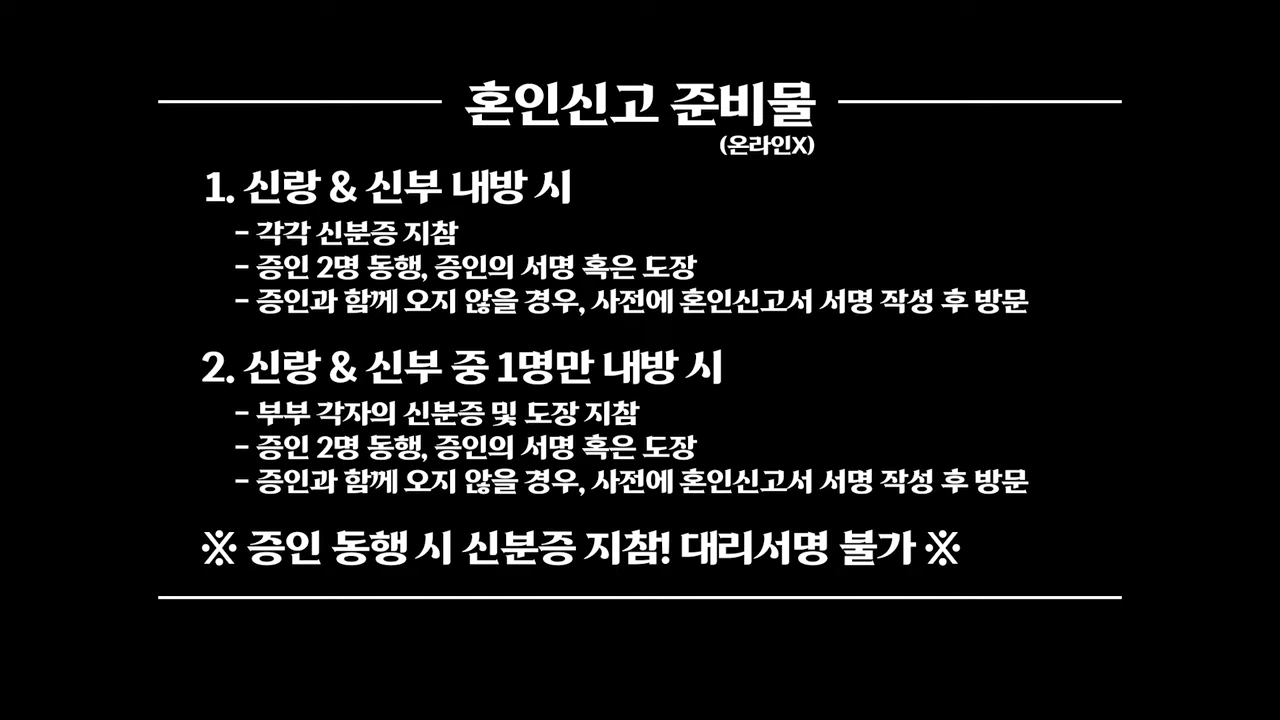 혼인신고 준비물
(온라인X)
1. 신랑 & 신부 내방 시
- 각각 신분증 지참
- 증인 2명 동행, 증인의 서명 혹은 도장
- 증인과 함께 오지 않을 경우, 사전에 혼인신고서 서명 작성 후 방문
2. 신랑 & 신부 중 1명만 내방 시
- 부부 각자의 신분증 및 도장 지참
- 증인 2명 동행, 증인의 서명 혹은 도장
- 증인과 함께 오지 않을 경우, 사전에 혼인신고서 서명 작성 후 방문
※ 증인 동행 시 신분증 지참! 대리서명 불가 ※